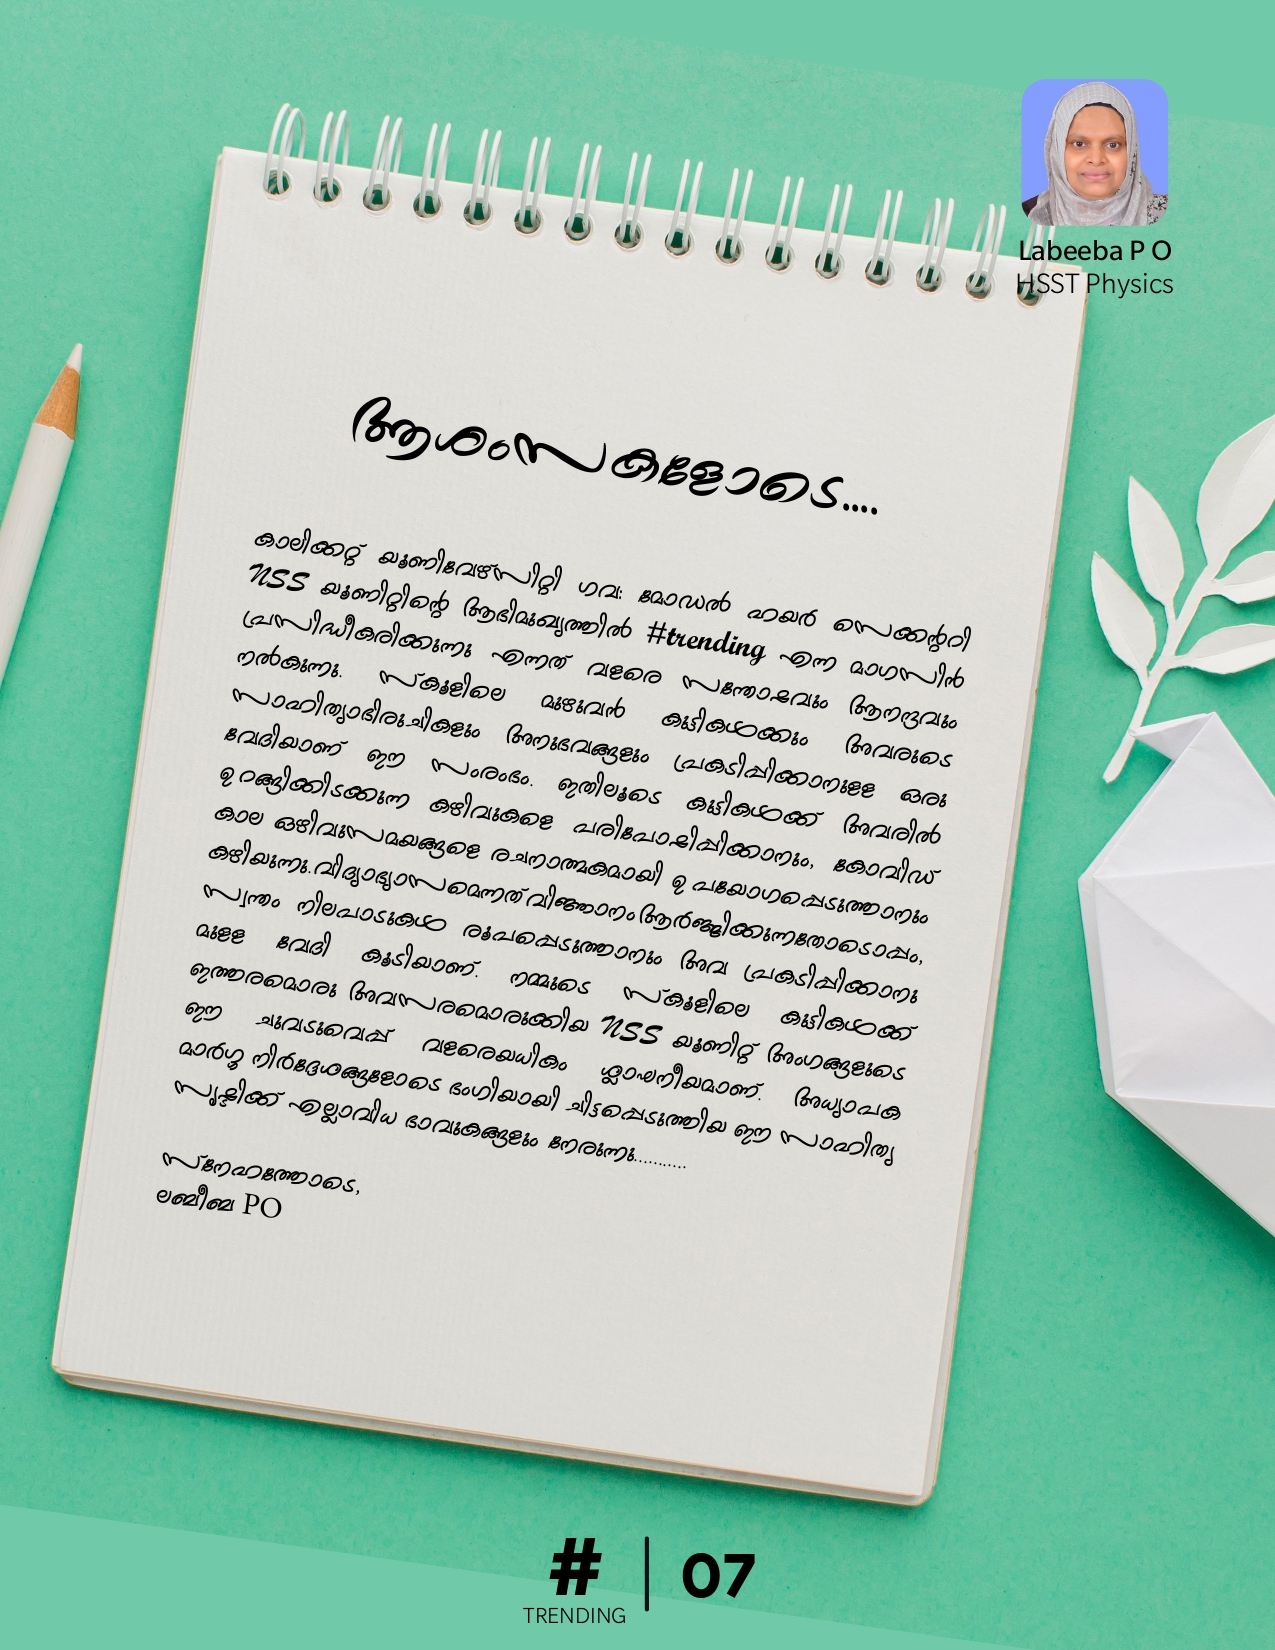 Labeeba P O
HSST Physics
ആശംസകളോടെ....
കാലിക്കറ്റ് യൂണിവേഴ്സിറ്റി ഗവ: മോഡൽ ഹയർ സെക്കന്ററി
NSS യൂണിറ്റിന്റെ ആഭിമുഖ്യത്തിൽ #trending എന്ന മാഗസിൻ
പ്രസിദ്ധീകരിക്കുന്നു എന്നത് വളരെ സന്തോഷവും ആനന്ദവും
നൽകുന്നു. സ്കൂളിലെ മുഴുവൻ കുട്ടികൾക്കും അവരുടെ
സാഹിത്യാഭിരുചികളും അനുഭവങ്ങളും പ്രകടിപ്പിക്കാനുളള ഒരു
വേദിയാണ് ഈ സംരംഭം. ഇതിലൂടെ കുട്ടികൾക്ക് അവരിൽ
ഉറങ്ങിക്കിടക്കുന്ന കഴിവുകളെ പരിപോഷിപ്പിക്കാനും, കോവിഡ്
കാല ഒഴിവുസമയങ്ങളെ രചനാത്മകമായി ഉപയോഗപ്പെടുത്താനും
കഴിയുന്നു.വിദ്യാഭ്യാസമെന്നത് വിജ്ഞാനം ആർജ്ജിക്കുന്നതോടൊപ്പം,
സ്വന്തം നിലപാടുകൾ രൂപപ്പെടുത്താനും അവ പ്രകടിപ്പിക്കാനു
മുളള വേദി കൂടിയാണ്. നമ്മുടെ സ്കൂളിലെ കുട്ടികൾക്ക്
ഇത്തരമൊരു അവസരമൊരുക്കിയ NSS യൂണിറ്റ് അംഗങ്ങളുടെ
ഈ ചുവടുവെപ്പ് വളരെയധികം ശ്ലാഘനീയമാണ്. അധ്യാപക
മാർഗ്ഗ നിർദ്ദേശങ്ങളോടെ ഭംഗിയായി ചിട്ടപ്പെടുത്തിയ ഈ സാഹിത്യ
സൃഷ്ടിക്ക് എല്ലാവിധ ഭാവുകങ്ങളും നേരുന്നു...........
സ്നേഹത്തോടെ,
ലബീബ PO
# | 07
TRENDING